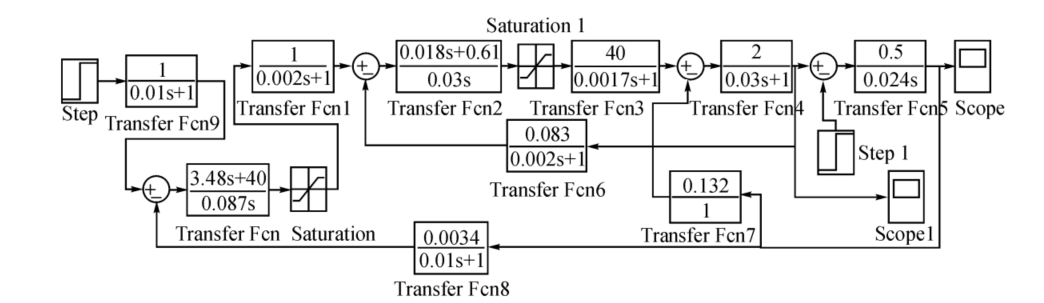 Saturation 1
1
0.01s+1
Step
Transfer Fcn9
1
0.002s+1
Transfer Fcn1
0.018s+0.61
0.03s
Transfer Fcn2
40
0.0017s+1
Transfer Fcn3
2
0.03s+1
Transfer Fcn4
0.5
0.024s
Transfer Fcn5
Scope
0.083
0.002s+1
Transfer Fcn6
Step 1
3.48s+40
0.087s
Transfer Fcn
Saturation
0.132
1
Transfer Fcn7
Scope1
0.0034
0.01s+1
Transfer Fcn8